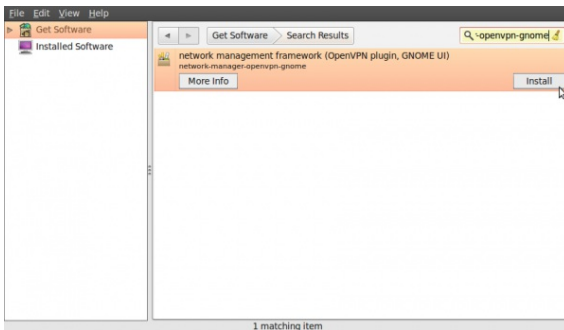 File Edit View Help
Get Software
Installed Software
Get Software Search Results
-openvpn-gnome
network management framework (OpenVPN plugin, GNOME UI)
network-manager-openvpn-gnome
More Info
Install
1 matching item